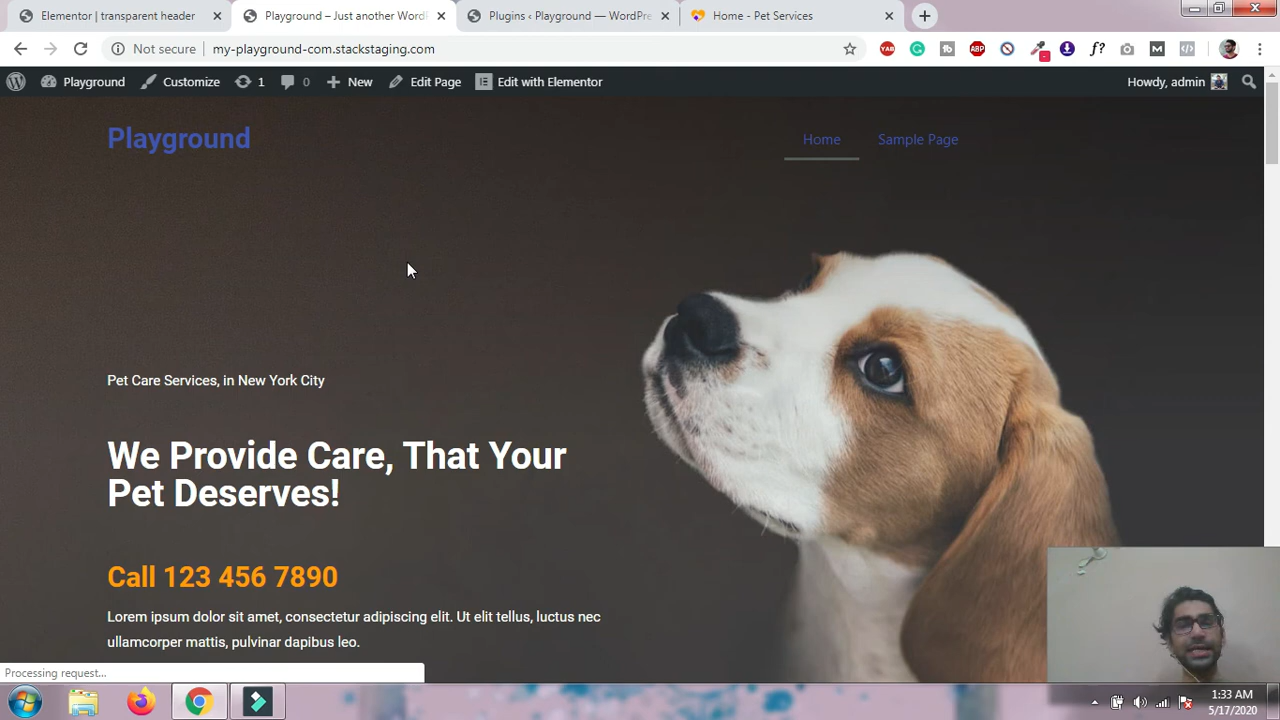 Elementor | transparent header
Playground – Just another WordP
Plugins ‹ Playground — WordPre
Home - Pet Services
Not secure
my-playground-com.stackstaging.com
YAB
ABP
f?
Playground
Customize
1
0
New
Edit Page
Edit with Elementor
Howdy, admin
Playground
Home
Sample Page
Pet Care Services, in New York City
We Provide Care, That Your
Pet Deserves!
Call 123 456 7890
Lorem ipsum dolor sit amet, consectetur adipiscing elit. Ut elit tellus, luctus nec
ullamcorper mattis, pulvinar dapibus leo.
Processing request...
1:33 AM
5/17/2020